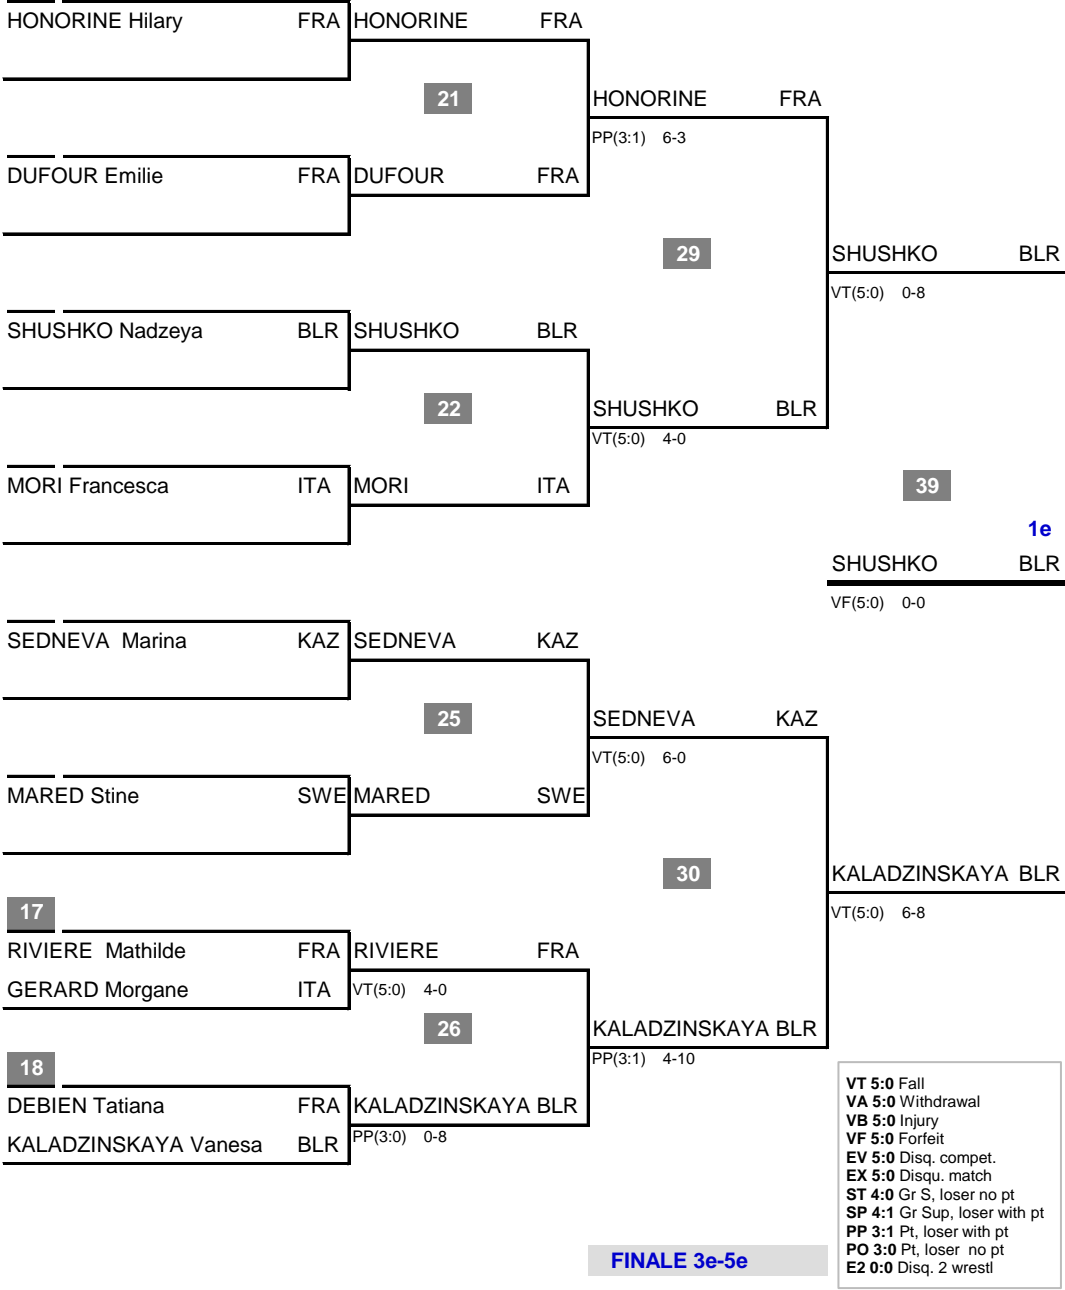 HONORINE Hilary FRA HONORINE FRA
21
HONORINE FRA
PP(3:1) 6-3
DUFOUR Emilie FRA DUFOUR FRA
29
SHUSHKO BLR
VT(5:0) 0-8
SHUSHKO Nadzeya BLR SHUSHKO BLR
22
SHUSHKO BLR
VT(5:0) 4-0
MORI Francesca ITA MORI ITA
39
1e
SHUSHKO BLR
VF(5:0) 0-0
SEDNEVA Marina KAZ SEDNEVA KAZ
25
SEDNEVA KAZ
VT(5:0) 6-0
MARED Stine SWE MARED SWE
30
KALADZINSKAYA BLR
VT(5:0) 6-8
17
RIVIERE Mathilde FRA RIVIERE FRA
GERARD Morgane ITA VT(5:0) 4-0
26
KALADZINSKAYA BLR
PP(3:1) 4-10
18
DEBIEN Tatiana FRA KALADZINSKAYA BLR
KALADZINSKAYA Vanesa BLR PP(3:0) 0-8
VT 5:0 Fall
VA 5:0 Withdrawal
VB 5:0 Injury
VF 5:0 Forfeit
EV 5:0 Disq. compet.
EX 5:0 Disqu. match
ST 4:0 Gr S, loser no pt
SP 4:1 Gr Sup, loser with pt
PP 3:1 Pt, loser with pt
PO 3:0 Pt, loser no pt
E2 0:0 Disq. 2 wrestl
FINALE 3e-5e